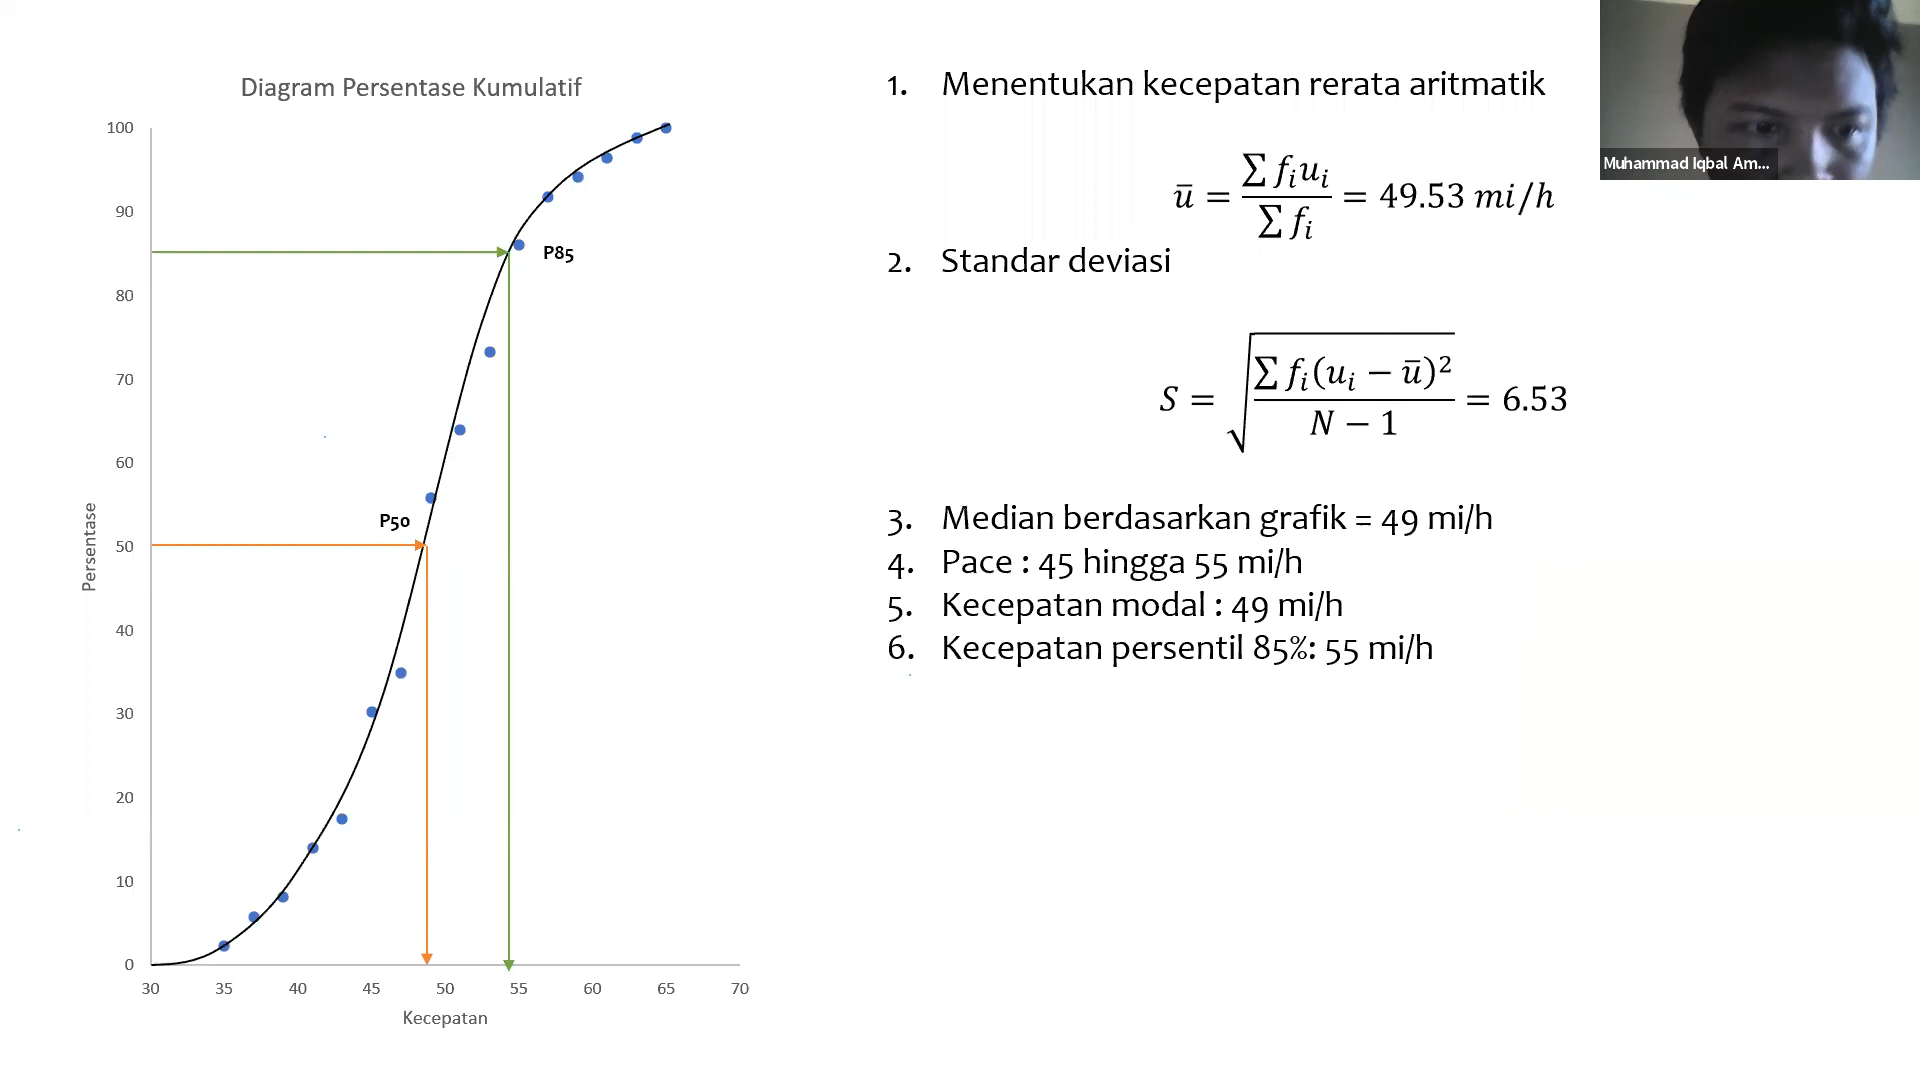 Diagram Persentase Kumulatif
100
90
80
70
60
50
40
30
20
10
0
Persentase
P85
P50
30 35 40 45 50 55 60 65 70
Kecepatan
1. Menentukan kecepatan rerata aritmatik
ū = ∑ fᵢuᵢ / ∑ fᵢ = 49.53 mi/h
2. Standar deviasi
S = √(∑ fᵢ(uᵢ − ū)² / N − 1) = 6.53
3. Median berdasarkan grafik = 49 mi/h
4. Pace : 45 hingga 55 mi/h
5. Kecepatan modal : 49 mi/h
6. Kecepatan persentil 85%: 55 mi/h
Muhammad Iqbal Am...